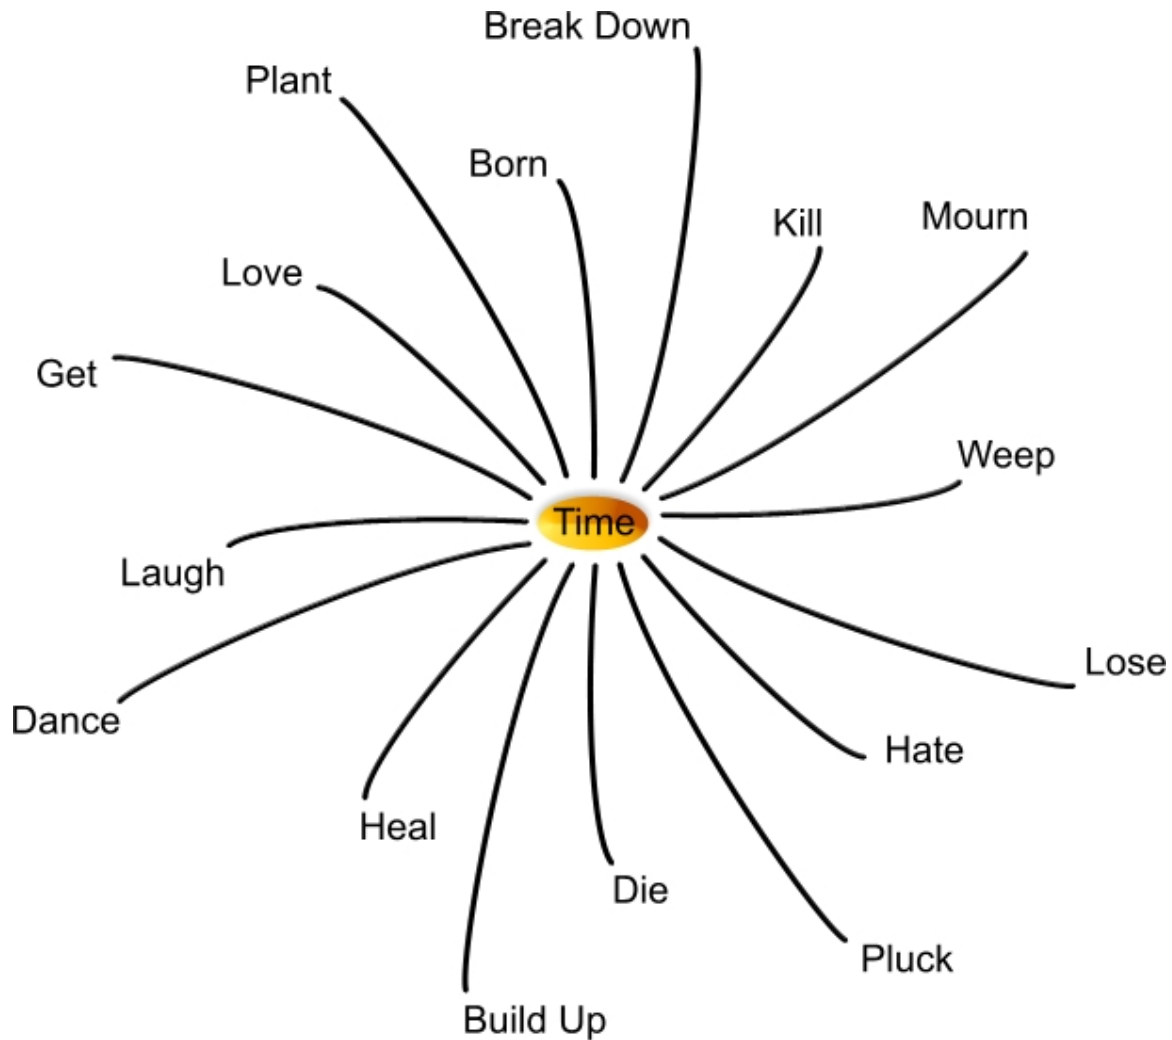 Break Down
Plant
Born
Kill
Mourn
Love
Get
Weep
Time
Laugh
Lose
Dance
Hate
Heal
Die
Pluck
Build Up